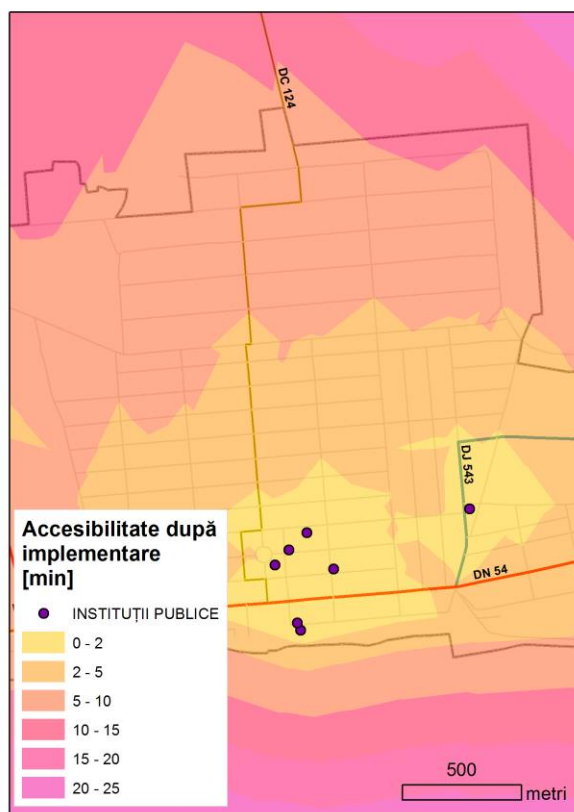 DC 124
DJ 543
DN 54
Accesibilitate după
implementare
[min]
INSTITUȚII PUBLICE
0 - 2
2 - 5
5 - 10
10 - 15
15 - 20
20 - 25
500
metri